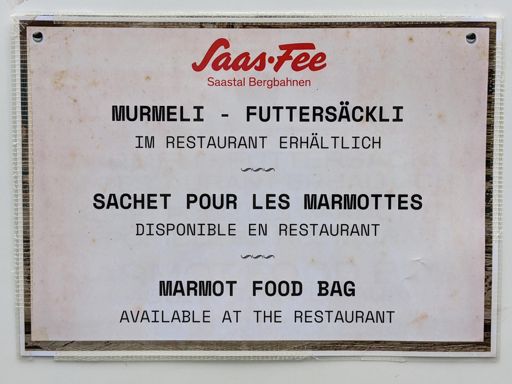 Saas-Fee
Saastal Bergbahnen
MURMELI - FUTTERSÄCKLI
IM RESTAURANT ERHÄLTLICH
SACHET POUR LES MARMOTTES
DISPONIBLE EN RESTAURANT
MARMOT FOOD BAG
AVAILABLE AT THE RESTAURANT